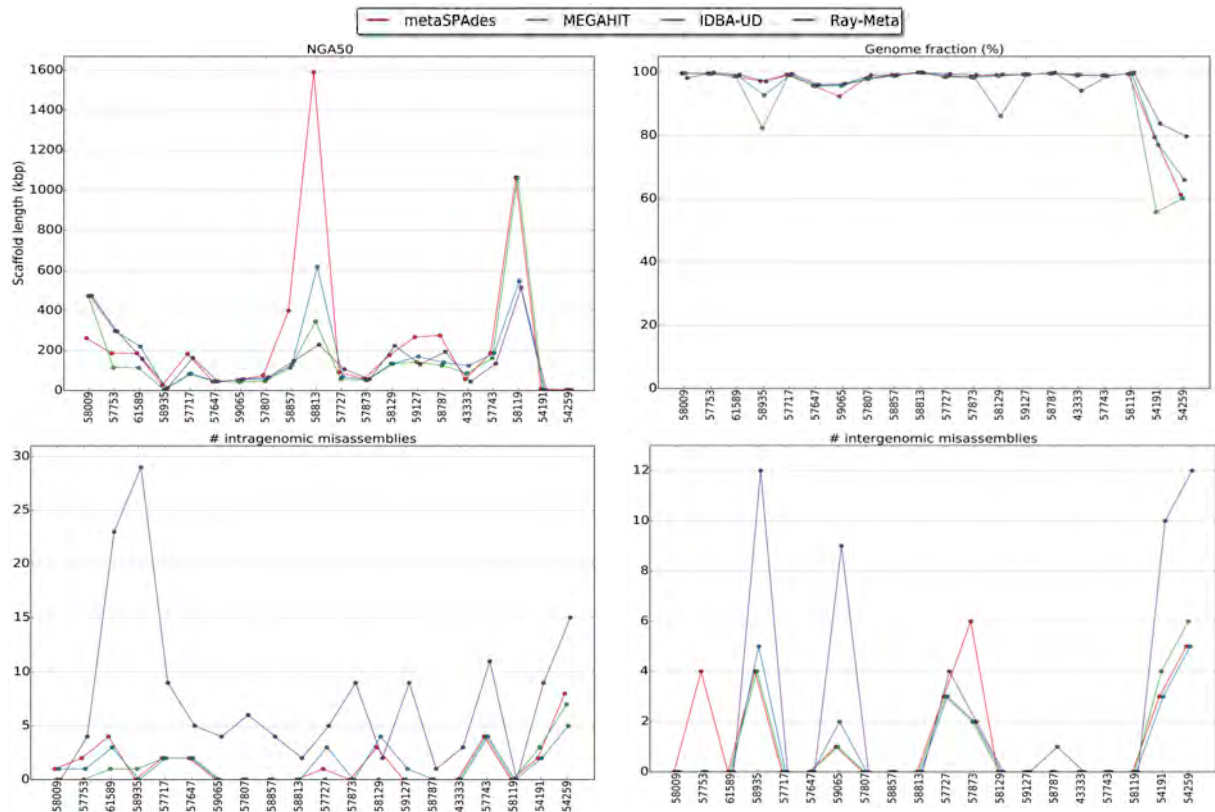 metaSPAdes MEGAHIT IDBA-UD Ray-Meta
NGA50
Scaffold length (kbp)
1600
1400
1200
1000
800
600
400
200
0
58009 57753 61589 58935 57717 57647 59065 57807 58857 58813 57727 57873 58129 59127 58787 43333 57743 58119 54191 54259
Genome fraction (%)
100
80
60
40
20
0
58009 57753 61589 58935 57717 57647 59065 57807 58857 58813 57727 57873 58129 59127 58787 43333 57743 58119 54191 54259
# intragenomic misassemblies
30
25
20
15
10
5
0
58009 57753 61589 58935 57717 57647 59065 57807 58857 58813 57727 57873 58129 59127 58787 43333 57743 58119 54191 54259
# intergenomic misassemblies
12
10
8
6
4
2
0
58009 57753 61589 58935 57717 57647 59065 57807 58857 58813 57727 57873 58129 59127 58787 43333 57743 58119 54191 54259